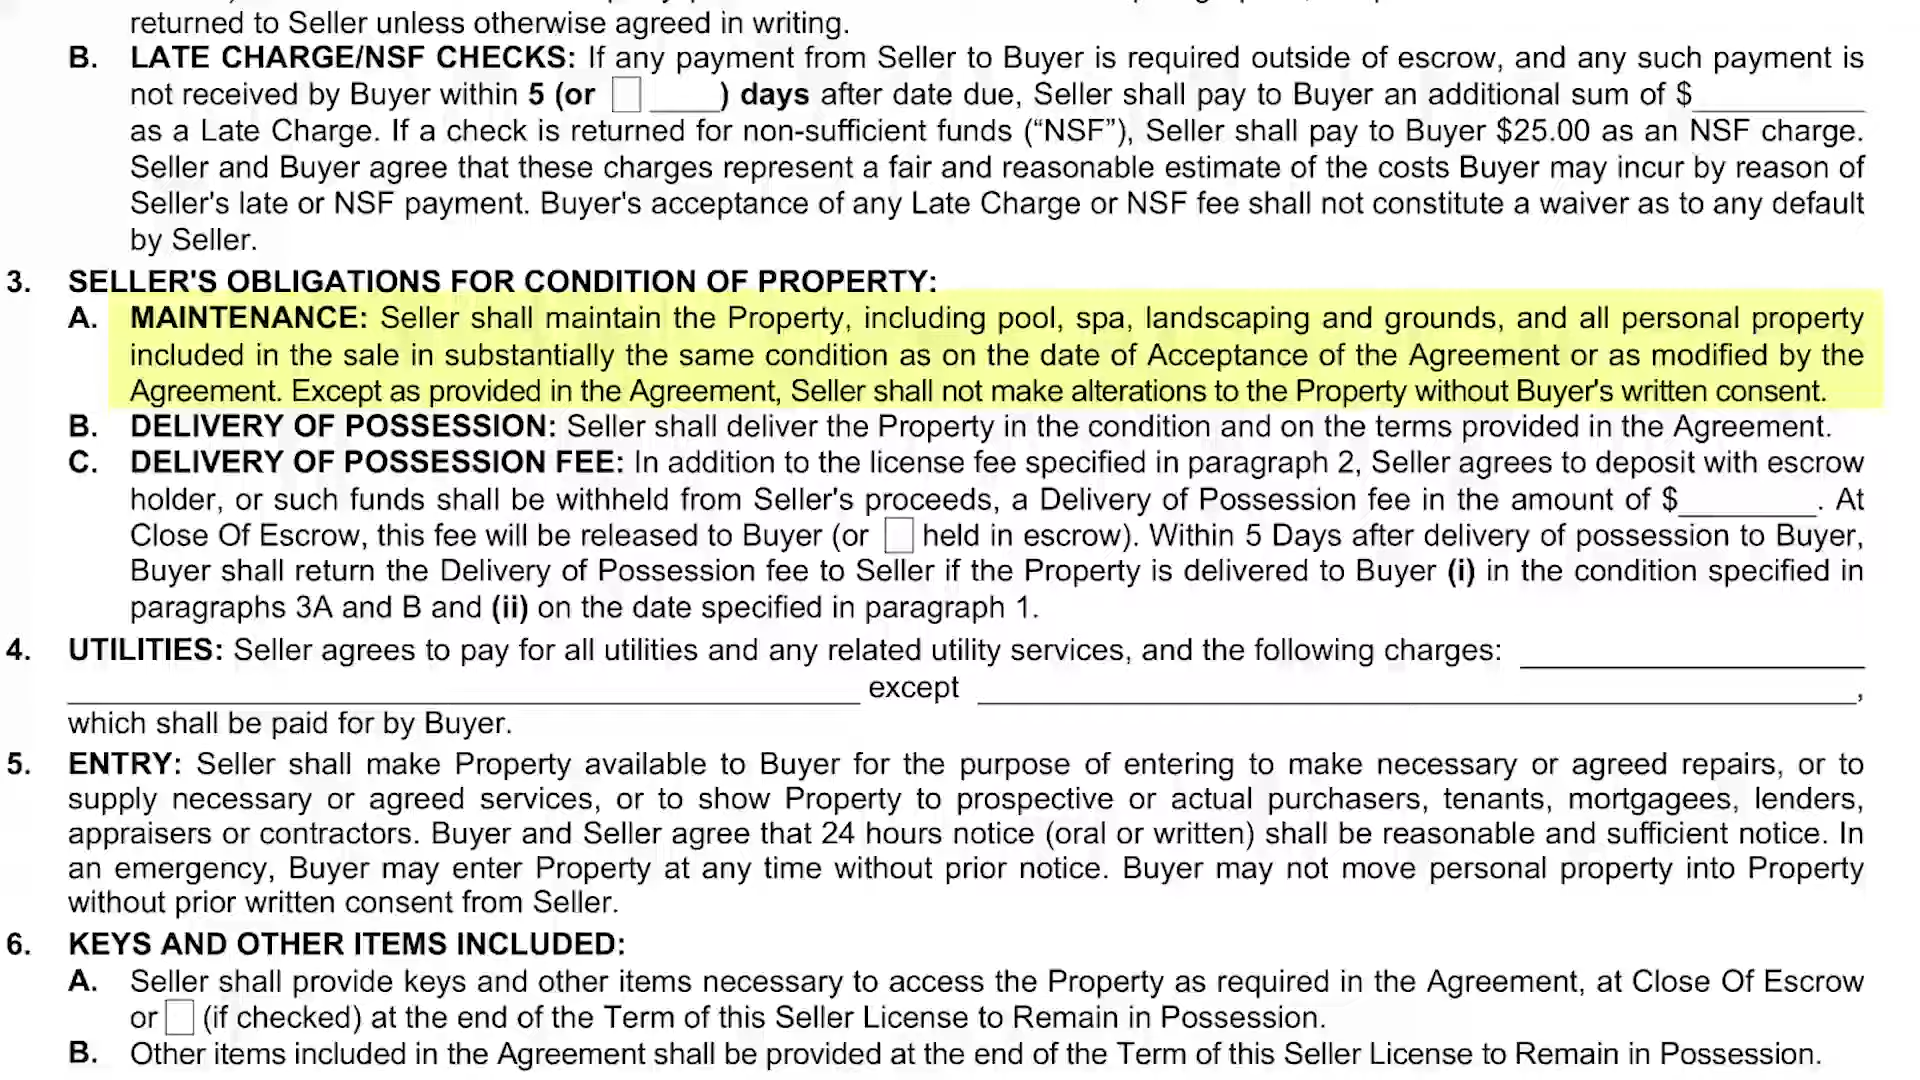 returned to Seller unless otherwise agreed in writing.
B. LATE CHARGE/NSF CHECKS: If any payment from Seller to Buyer is required outside of escrow, and any such payment is
not received by Buyer within 5 (or ____) days after date due, Seller shall pay to Buyer an additional sum of $__________
as a Late Charge. If a check is returned for non-sufficient funds (“NSF”), Seller shall pay to Buyer $25.00 as an NSF charge.
Seller and Buyer agree that these charges represent a fair and reasonable estimate of the costs Buyer may incur by reason of
Seller's late or NSF payment. Buyer's acceptance of any Late Charge or NSF fee shall not constitute a waiver as to any default
by Seller.
3. SELLER'S OBLIGATIONS FOR CONDITION OF PROPERTY:
A. MAINTENANCE: Seller shall maintain the Property, including pool, spa, landscaping and grounds, and all personal property
included in the sale in substantially the same condition as on the date of Acceptance of the Agreement or as modified by the
Agreement. Except as provided in the Agreement, Seller shall not make alterations to the Property without Buyer's written consent.
B. DELIVERY OF POSSESSION: Seller shall deliver the Property in the condition and on the terms provided in the Agreement.
C. DELIVERY OF POSSESSION FEE: In addition to the license fee specified in paragraph 2, Seller agrees to deposit with escrow
holder, or such funds shall be withheld from Seller's proceeds, a Delivery of Possession fee in the amount of $________. At
Close Of Escrow, this fee will be released to Buyer (or held in escrow). Within 5 Days after delivery of possession to Buyer,
Buyer shall return the Delivery of Possession fee to Seller if the Property is delivered to Buyer (i) in the condition specified in
paragraphs 3A and B and (ii) on the date specified in paragraph 1.
4. UTILITIES: Seller agrees to pay for all utilities and any related utility services, and the following charges: ____________________
______________________________________________ except __________________________________________________,
which shall be paid for by Buyer.
5. ENTRY: Seller shall make Property available to Buyer for the purpose of entering to make necessary or agreed repairs, or to
supply necessary or agreed services, or to show Property to prospective or actual purchasers, tenants, mortgagees, lenders,
appraisers or contractors. Buyer and Seller agree that 24 hours notice (oral or written) shall be reasonable and sufficient notice. In
an emergency, Buyer may enter Property at any time without prior notice. Buyer may not move personal property into Property
without prior written consent from Seller.
6. KEYS AND OTHER ITEMS INCLUDED:
A. Seller shall provide keys and other items necessary to access the Property as required in the Agreement, at Close Of Escrow
or (if checked) at the end of the Term of this Seller License to Remain in Possession.
B. Other items included in the Agreement shall be provided at the end of the Term of this Seller License to Remain in Possession.